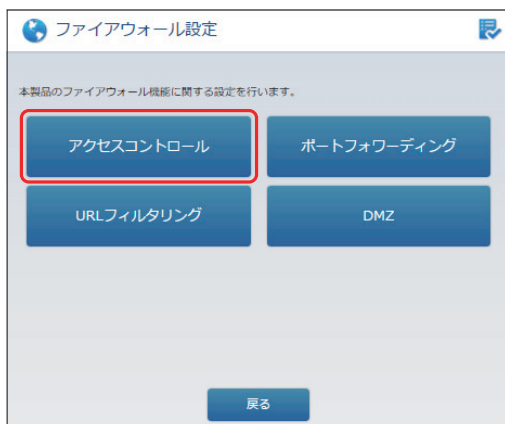 ファイアウォール設定
本製品のファイアウォール機能に関する設定を行います。
アクセスコントロール
ポートフォワーディング
URLフィルタリング
DMZ
戻る